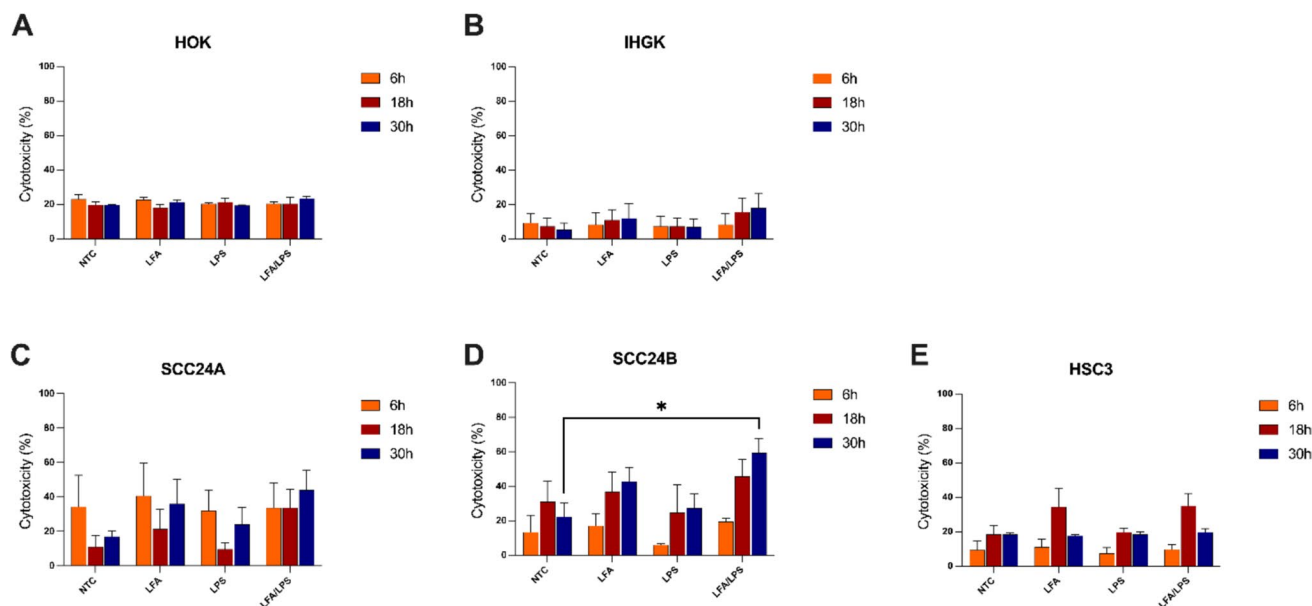 A
HOK
Cytotoxicity (%)
100
80
60
40
20
0
NTC
LFA
LPS
LFA/LPS
6h
18h
30h
B
IHGK
Cytotoxicity (%)
100
80
60
40
20
0
NTC
LFA
LPS
LFA/LPS
6h
18h
30h
C
SCC24A
Cytotoxicity (%)
100
80
60
40
20
0
NTC
LFA
LPS
LFA/LPS
6h
18h
30h
D
SCC24B
Cytotoxicity (%)
100
80
60
40
20
0
*
NTC
LFA
LPS
LFA/LPS
6h
18h
30h
E
HSC3
Cytotoxicity (%)
100
80
60
40
20
0
NTC
LFA
LPS
LFA/LPS
6h
18h
30h